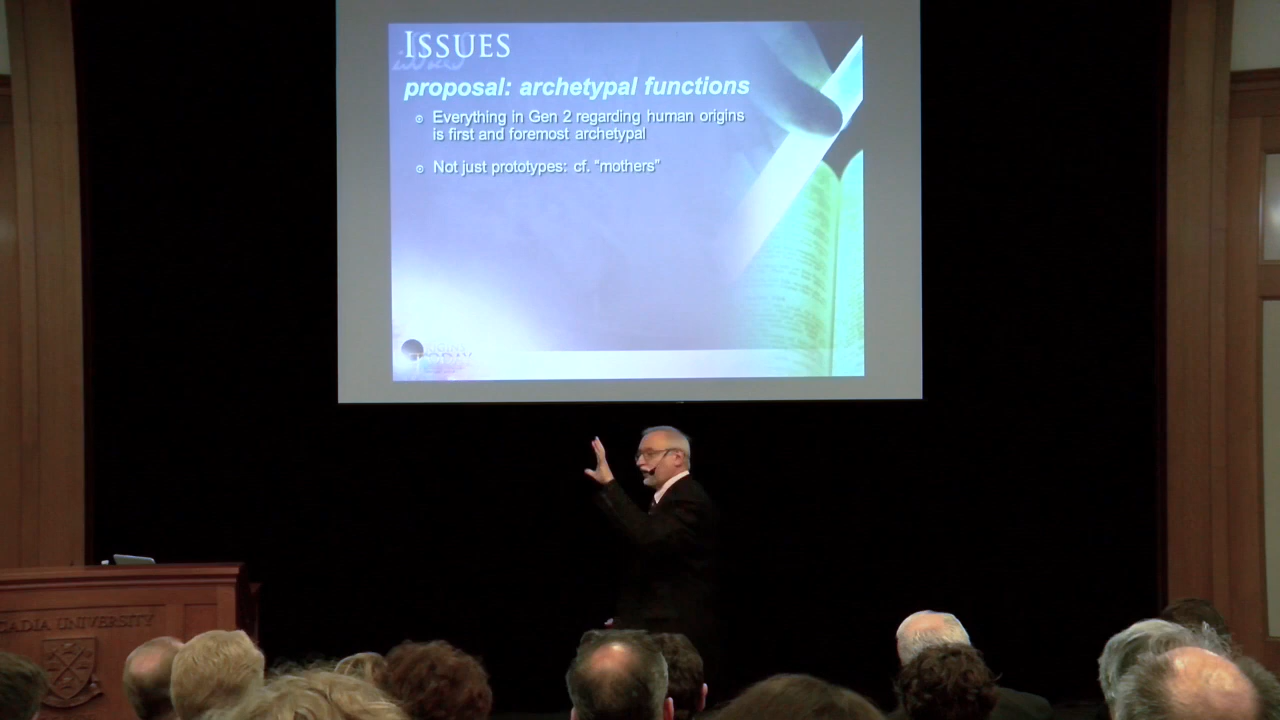 ISSUES
proposal: archetypal functions
Everything in Gen 2 regarding human origins
is first and foremost archetypal
Not just prototypes: cf. “mothers”
TODAY
CADIA UNIVERSITY